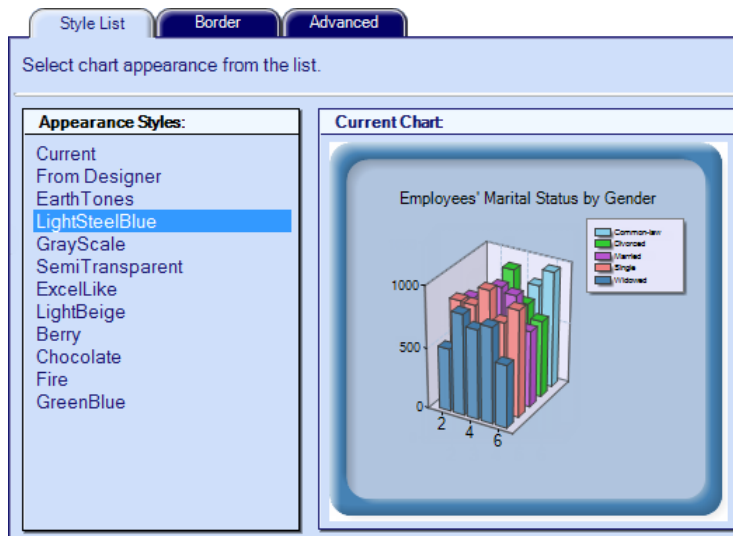 Style List
Border
Advanced
Select chart appearance from the list.
Appearance Styles:
Current
From Designer
EarthTones
LightSteelBlue
GrayScale
SemiTransparent
ExcelLike
LightBeige
Berry
Chocolate
Fire
GreenBlue
Current Chart:
Employees' Marital Status by Gender
Common-law
Divorced
Married
Single
Widowed
1000
500
0
2
4
6